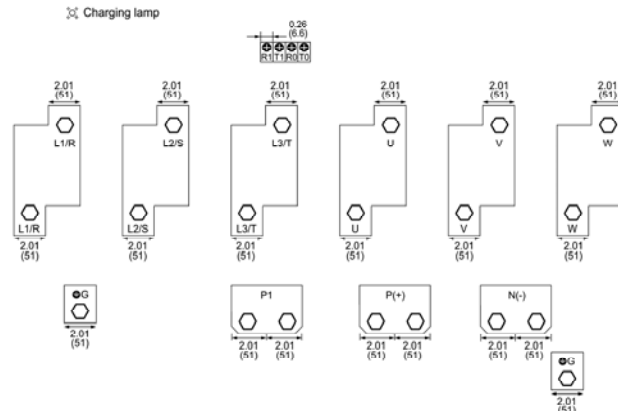 Charging lamp
0.26
(6.6)
R1 T1 R0 T0
2.01 2.01 2.01 2.01 2.01 2.01
(51) (51) (51) (51) (51) (51)
L1/R L2/S L3/T U V W
L1/R L2/S L3/T U V W
2.01 2.01 2.01 2.01 2.01 2.01
(51) (51) (51) (51) (51) (51)
G P1 P(+) N(-)
2.01 2.01 2.01 2.01 2.01 2.01 2.01
(51) (51) (51) (51) (51) (51) (51)
G
2.01
(51)